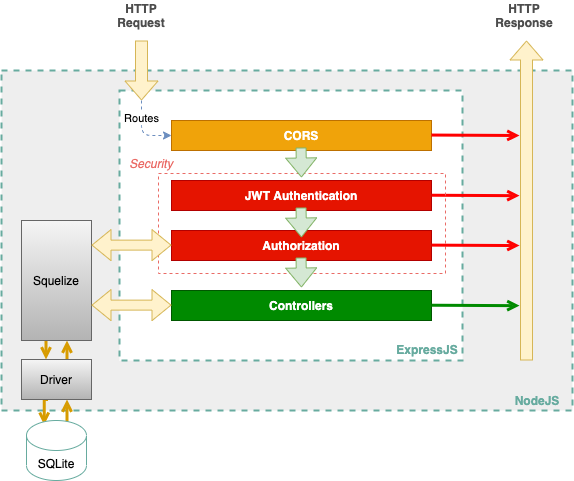 HTTP
Request
HTTP
Response
Routes
CORS
Security
JWT Authentication
Authorization
Squelize
Controllers
ExpressJS
Driver
NodeJS
SQLite